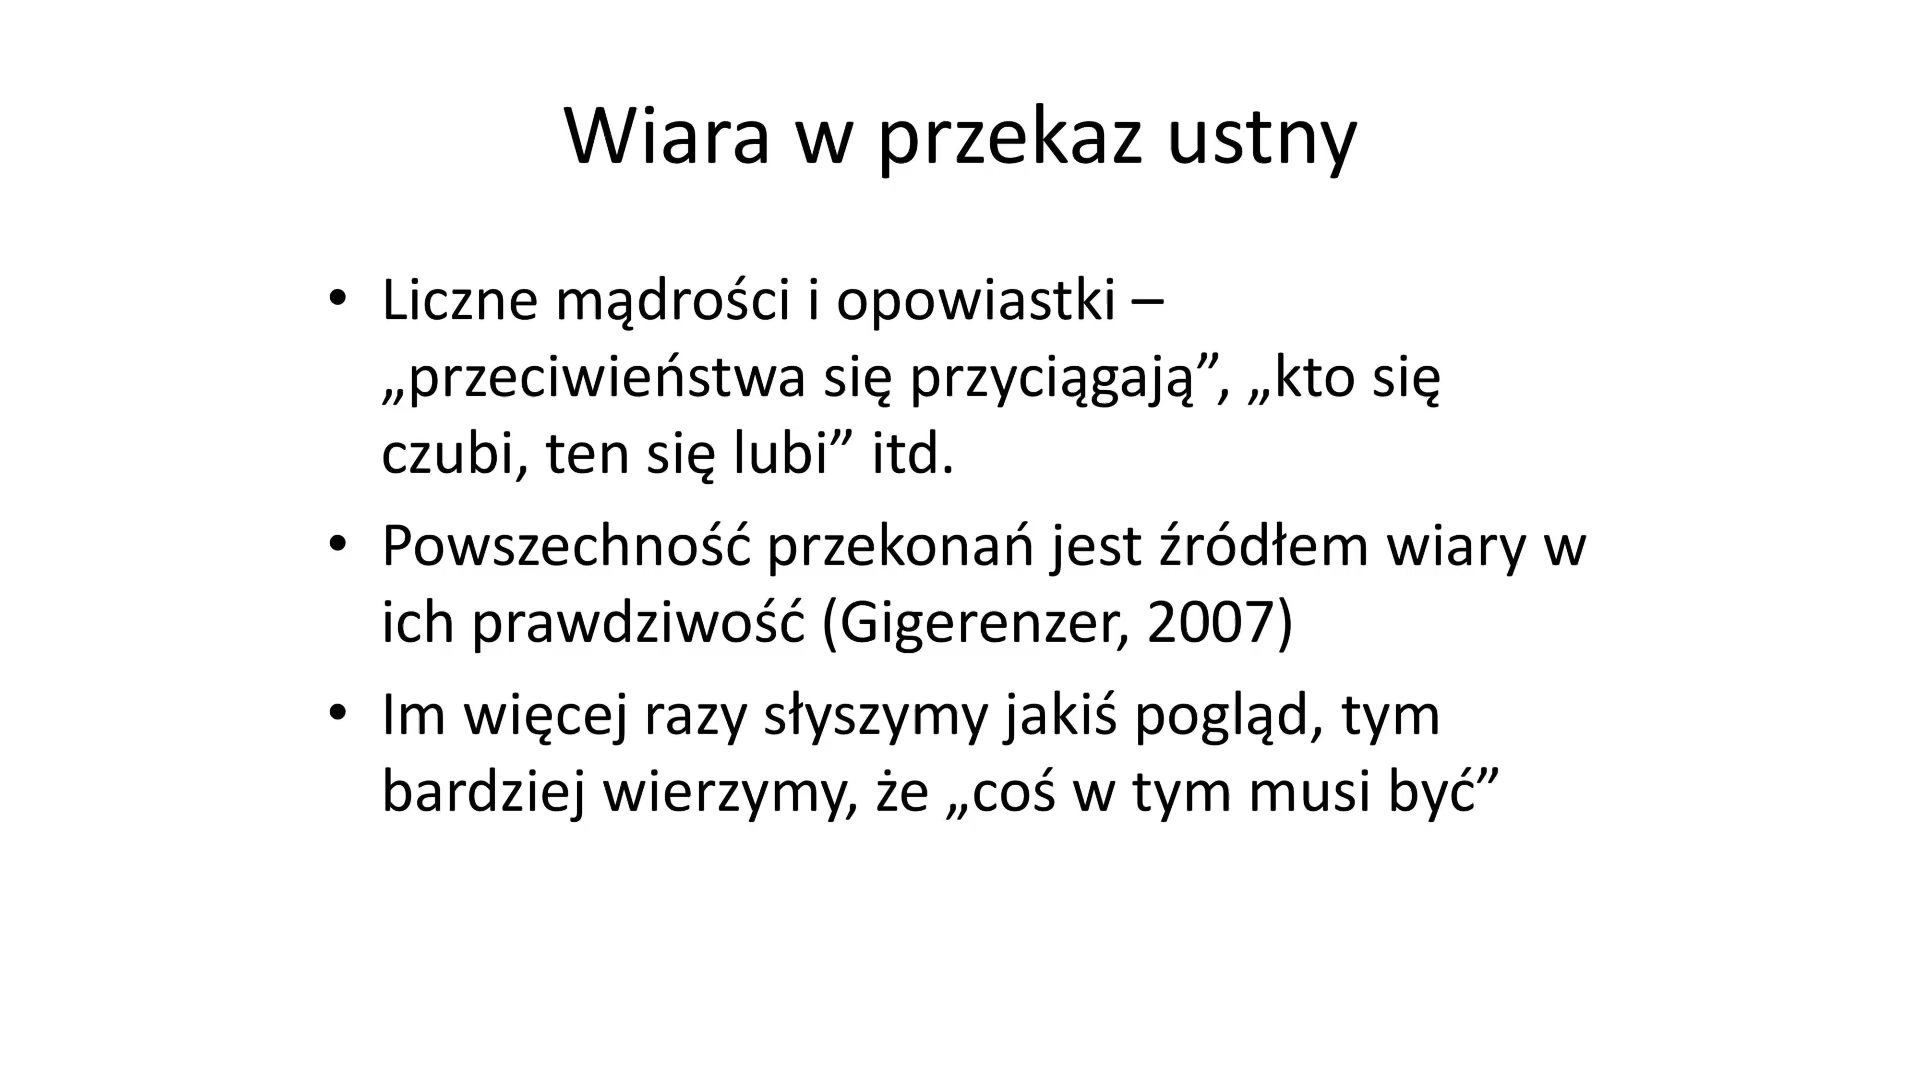 Wiara w przekaz ustny
• Liczne mądrości i opowiastki –
„przeciwieństwa się przyciągają”, „kto się
czubi, ten się lubi” itd.
• Powszechność przekonań jest źródłem wiary w
ich prawdziwość (Gigerenzer, 2007)
• Im więcej razy słyszymy jakiś pogląd, tym
bardziej wierzymy, że „coś w tym musi być”